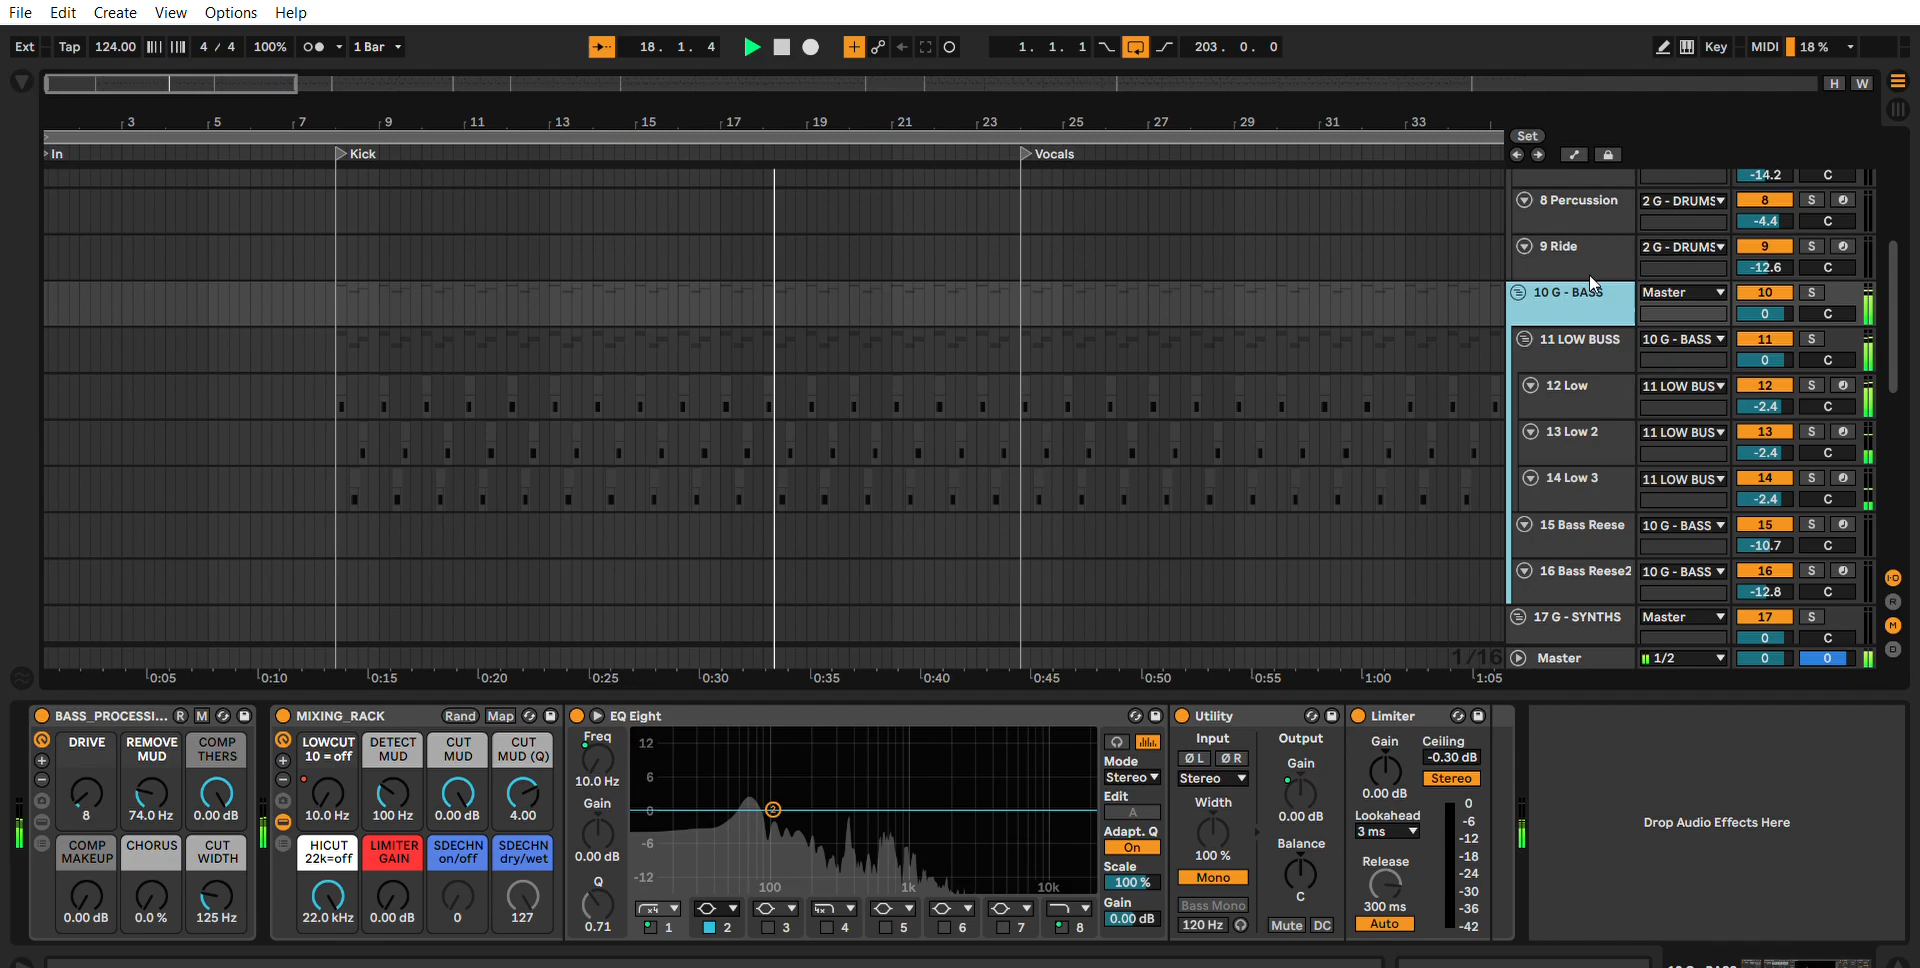 File Edit Create View Options Help
Ext Tap 124.00 4 / 4 100% 1 Bar 18. 1. 4 1. 1. 1 203. 0. 0 Key MIDI 18 %
H W
3 5 7 9 11 13 15 17 19 21 23 25 27 29 31 33
Set
In Kick Vocals
-14.2 C
8 Percussion 2 G - DRUMS 8 S
-4.4 C
9 Ride 2 G - DRUMS 9 S
-12.6 C
10 G - BASS Master 10 S
0 C
11 LOW BUSS 10 G - BASS 11 S
0 C
12 Low 11 LOW BUS 12 S
-2.4 C
13 Low 2 11 LOW BUS 13 S
-2.4 C
14 Low 3 11 LOW BUS 14 S
-2.4 C
15 Bass Reese 10 G - BASS 15 S
-10.7 C
16 Bass Reese2 10 G - BASS 16 S
-12.8 C
17 G - SYNTHS Master 17 S
0 C
I·O
R
M
D
1/16 Master 1/2 0 0
0:05 0:10 0:15 0:20 0:25 0:30 0:35 0:40 0:45 0:50 0:55 1:00 1:05
BASS_PROCESSI... R M
DRIVE REMOVE MUD COMP THERS
8 74.0 Hz 0.00 dB
COMP MAKEUP CHORUS CUT WIDTH
0.00 dB 0.0 % 125 Hz
MIXING_RACK Rand Map
LOWCUT 10 = off DETECT MUD CUT MUD CUT MUD (Q)
10.0 Hz 100 Hz 0.00 dB 4.00
HICUT 22k=off LIMITER GAIN SDECHN on/off SDECHN dry/wet
22.0 kHz 0.00 dB 0 127
EQ Eight
Freq
10.0 Hz
Gain
0.00 dB
Q
0.71
12
6
0
-6
-12
100 1k 10k
2
x4 4x
1 2 3 4 5 6 7 8
Mode
Stereo
Edit
A
Adapt. Q
On
Scale
100 %
Gain
0.00 dB
Utility
Input Output
Ø L Ø R Gain
Stereo
Width 0.00 dB
100 % Balance
Mono
Bass Mono C
120 Hz Mute DC
Limiter
Gain Ceiling
-0.30 dB
Stereo
0.00 dB
Lookahead
3 ms
Release
300 ms
Auto
0
-6
-12
-18
-24
-30
-36
-42
Drop Audio Effects Here